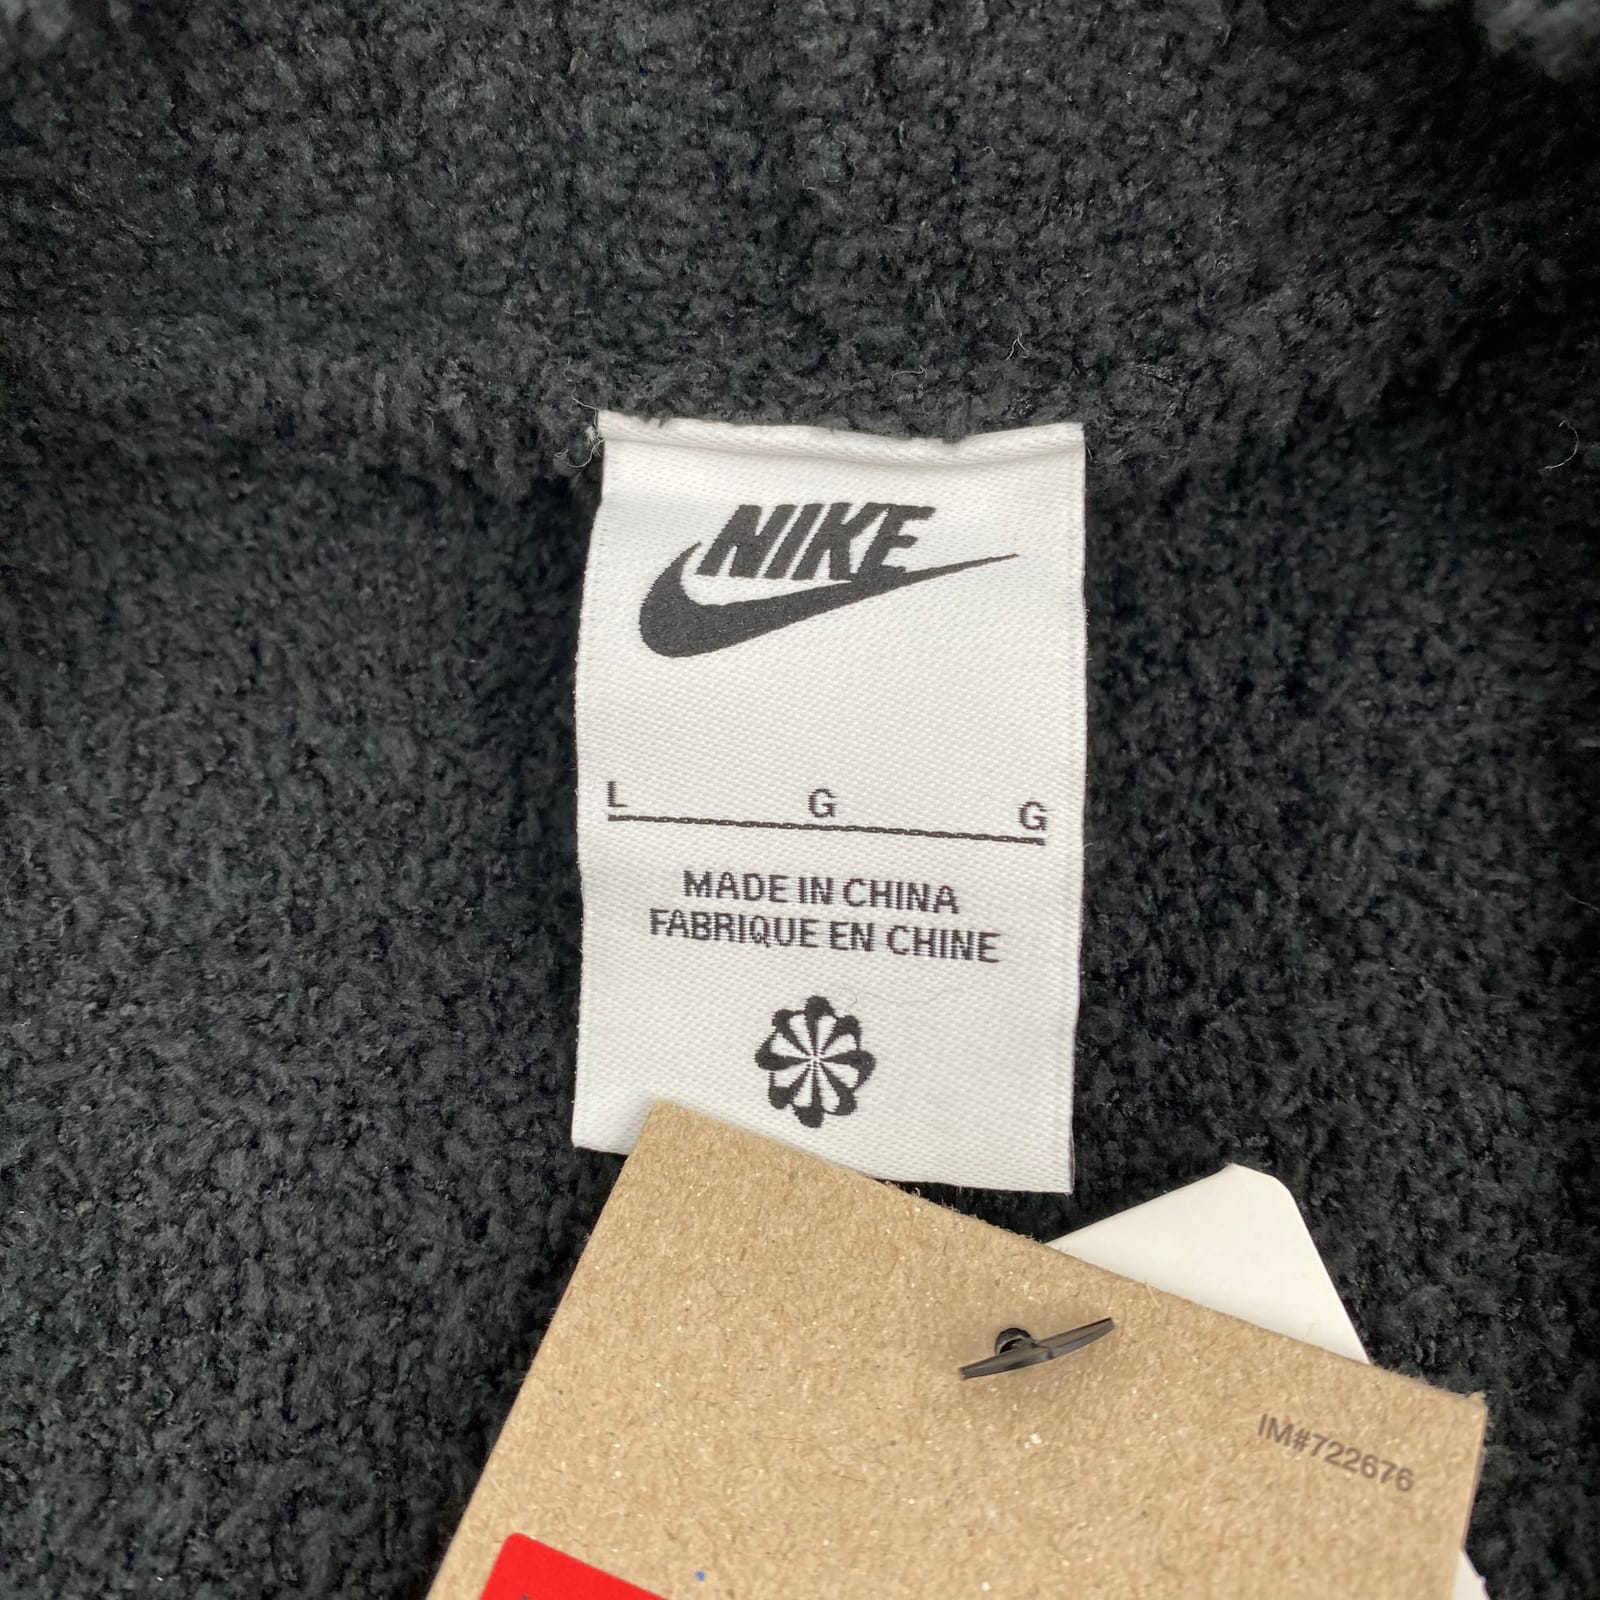 NIKE
L G G
MADE IN CHINA
FABRIQUE EN CHINE
IM#722676